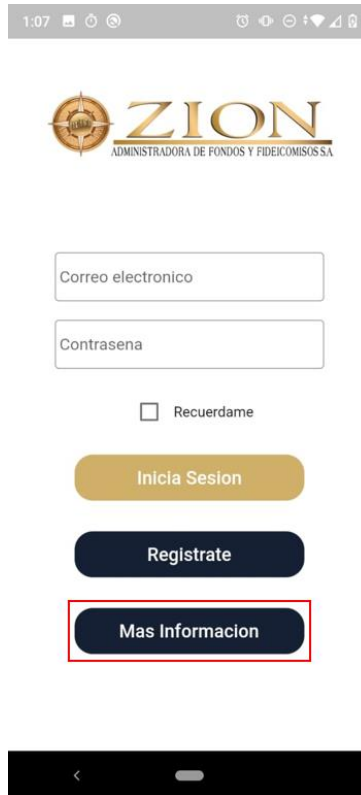 1:07
ZION
ADMINISTRADORA DE FONDOS Y FIDEICOMISOS S.A.
Correo electronico
Contrasena
Recuerdame
Inicia Sesion
Registrate
Mas Informacion